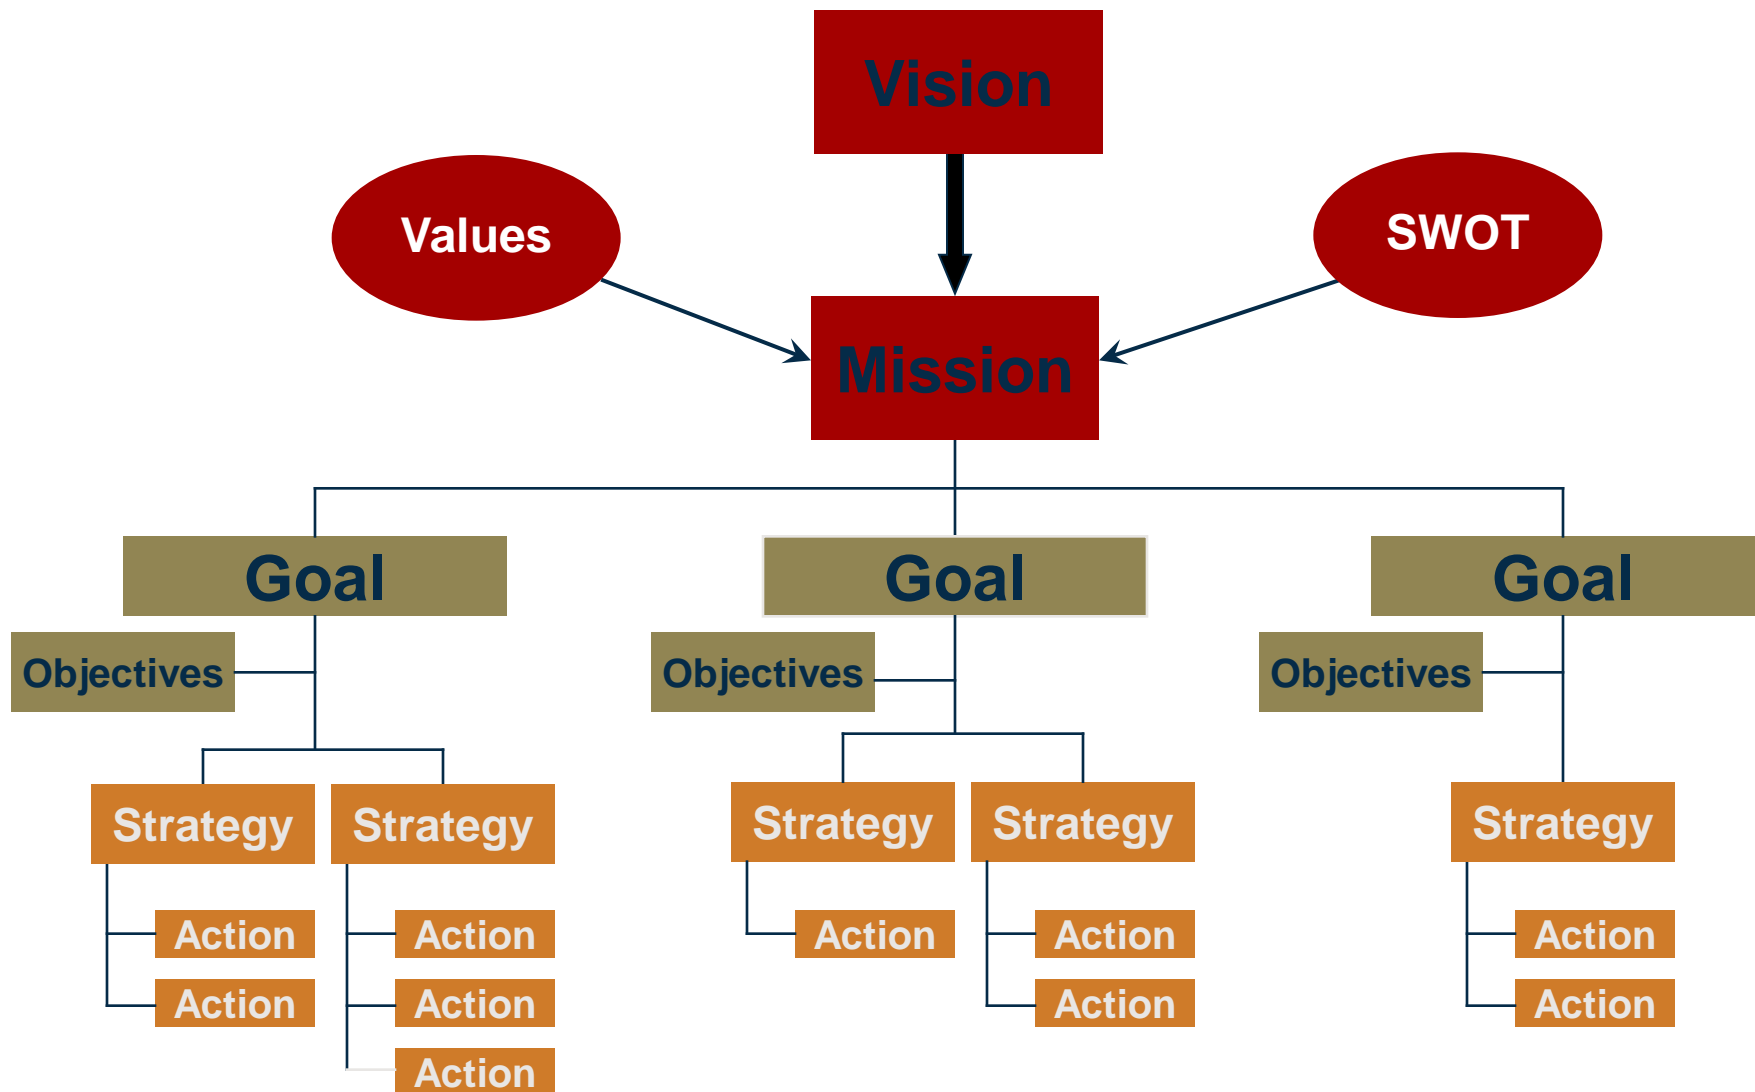 Vision
Values
SWOT
Mission
Goal
Goal
Goal
Objectives
Objectives
Objectives
Strategy
Strategy
Strategy
Strategy
Strategy
Action
Action
Action
Action
Action
Action
Action
Action
Action
Action